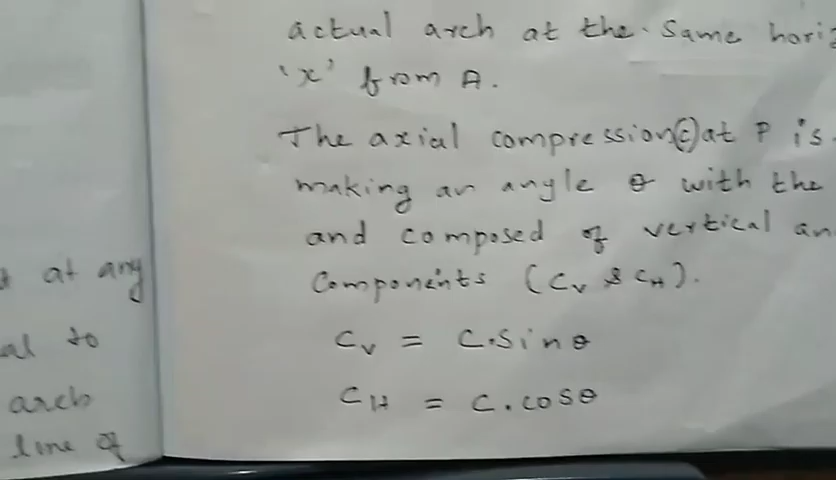 at any
al to
arch
line of
actual arch at the same horiz
'x' from A.
The axial compression(C) at P is
making an angle θ with the
and composed of vertical an
components (Cv & CH).
Cv = C.sinθ
CH = C.cosθ